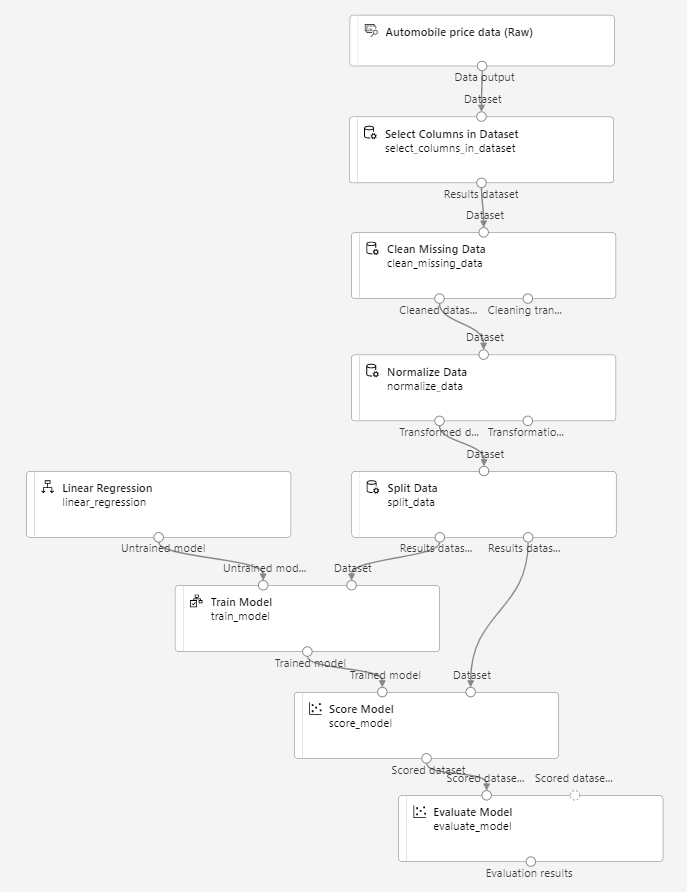 Automobile price data (Raw)
Data output
Dataset
Select Columns in Dataset
select_columns_in_dataset
Results dataset
Dataset
Clean Missing Data
clean_missing_data
Cleaned datas... Cleaning tran...
Dataset
Normalize Data
normalize_data
Transformed d... Transformatio...
Dataset
Linear Regression
linear_regression
Split Data
split_data
Untrained model
Results datas... Results datas...
Untrained mod... Dataset
Train Model
train_model
Trained model
Trained model Dataset
Score Model
score_model
Scored dataset
Scored datase... Scored datase...
Evaluate Model
evaluate_model
Evaluation results